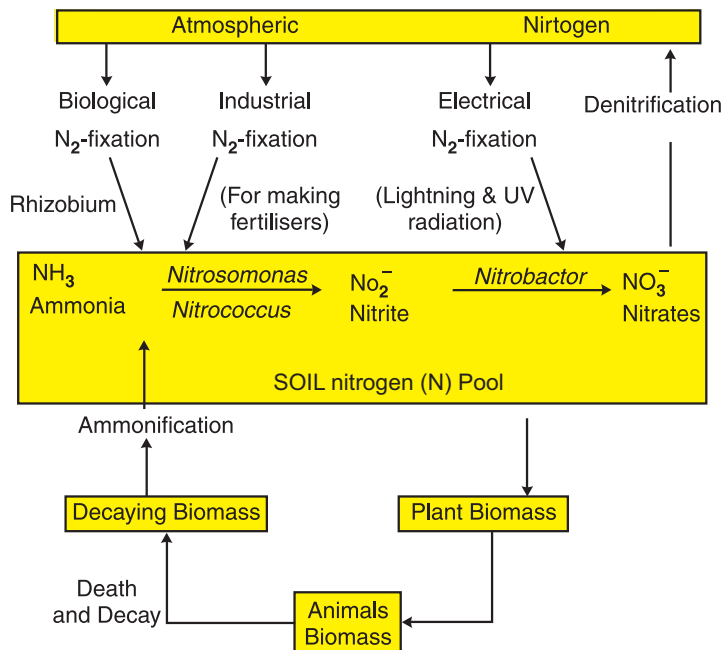 Atmospheric Nirtogen
Biological
N₂-fixation
Industrial
N₂-fixation
Electrical
N₂-fixation
Denitrification
Rhizobium
(For making
fertilisers)
(Lightning & UV
radiation)
NH₃
Ammonia
Nitrosomonas
Nitrococcus
No₂⁻
Nitrite
Nitrobactor
NO₃⁻
Nitrates
SOIL nitrogen (N) Pool
Ammonification
Decaying Biomass
Plant Biomass
Death
and Decay
Animals
Biomass